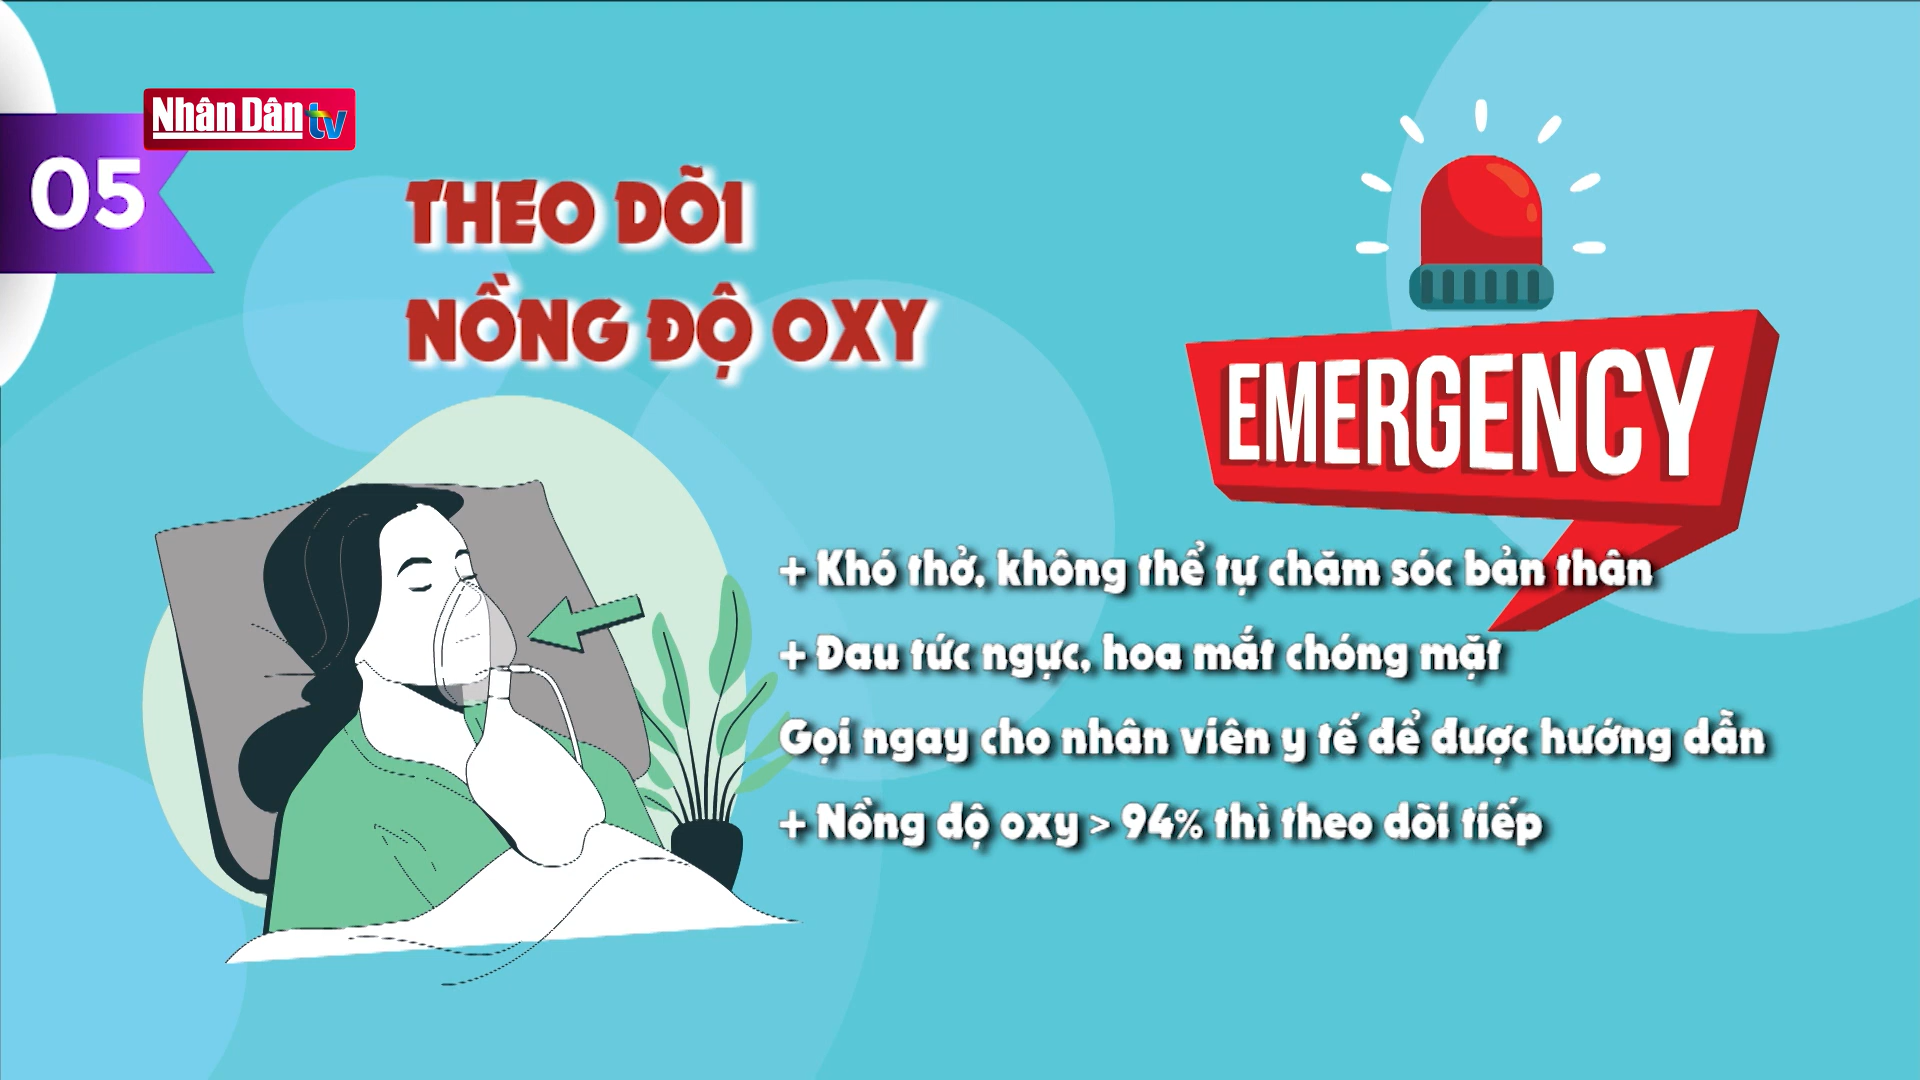 Nhân Dân tv
05
THEO DÕI
NỒNG ĐỘ OXY
EMERGENCY
+ Khó thở, không thể tự chăm sóc bản thân
+ Đau tức ngực, hoa mắt chóng mặt
Gọi ngay cho nhân viên y tế để được hướng dẫn
+ Nồng độ oxy > 94% thì theo dõi tiếp